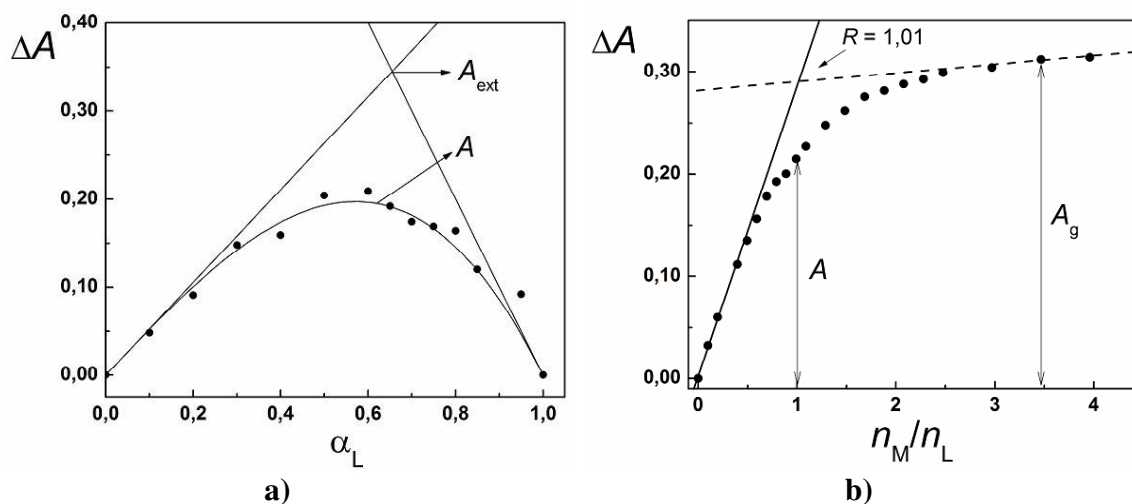 ΔA
0,40
0,30
0,20
0,10
0,00
A_ext
A
0,0 0,2 0,4 0,6 0,8 1,0
α_L
a)
ΔA
0,30
0,20
0,10
0,00
R = 1,01
A
A_g
0 1 2 3 4
n_M/n_L
b)